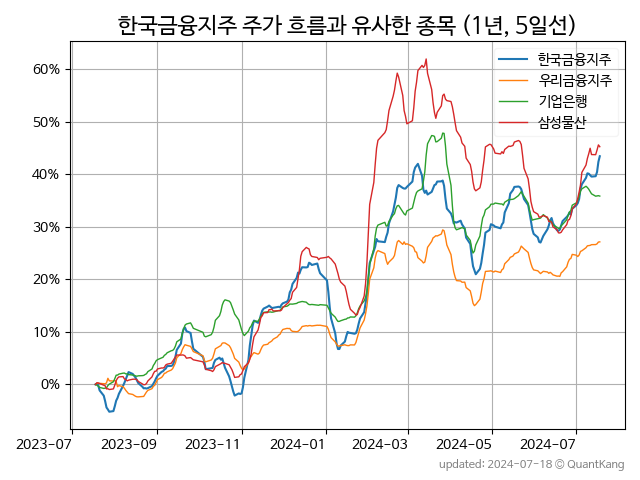 한국금융지주 주가 흐름과 유사한 종목 (1년, 5일선)
한국금융지주
우리금융지주
기업은행
삼성물산
60%
50%
40%
30%
20%
10%
0%
2023-07 2023-09 2023-11 2024-01 2024-03 2024-05 2024-07
updated: 2024-07-18 © QuantKang